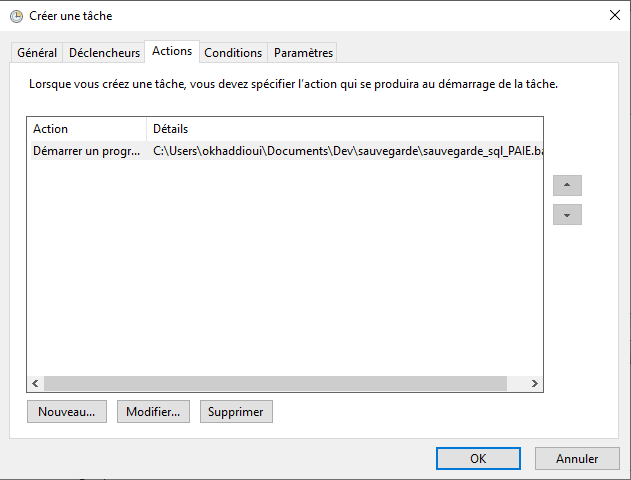 Créer une tâche
Général Déclencheurs Actions Conditions Paramètres
Lorsque vous créez une tâche, vous devez spécifier l'action qui se produira au démarrage de la tâche.
Action Détails
Démarrer un progr... C:\Users\okhaddioui\Documents\Dev\sauvegarde\sauvegarde_sql_PAIE.ba
Nouveau... Modifier... Supprimer
OK Annuler